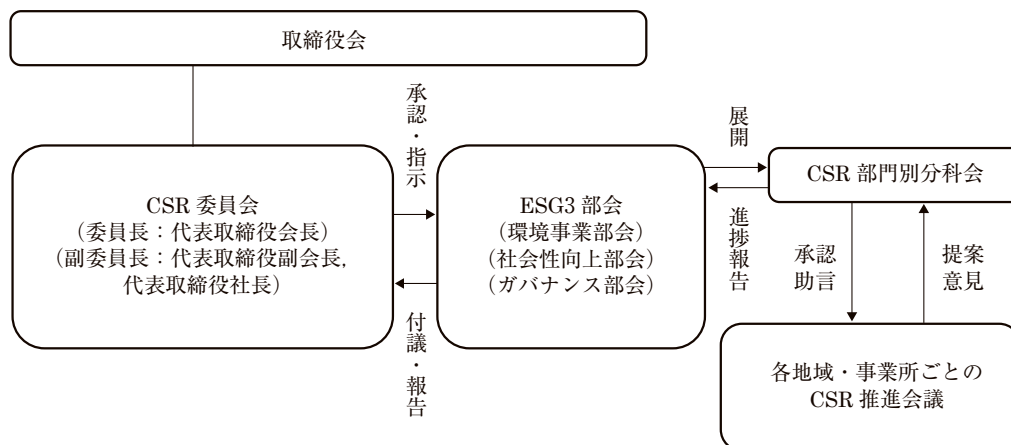 取締役会
承認・指示
CSR 委員会
(委員長：代表取締役会長)
(副委員長：代表取締役副会長,
代表取締役社長)
付議・報告
ESG3 部会
(環境事業部会)
(社会性向上部会)
(ガバナンス部会)
展開
進捗報告
CSR 部門別分科会
承認
助言
提案
意見
各地域・事業所ごとの
CSR 推進会議